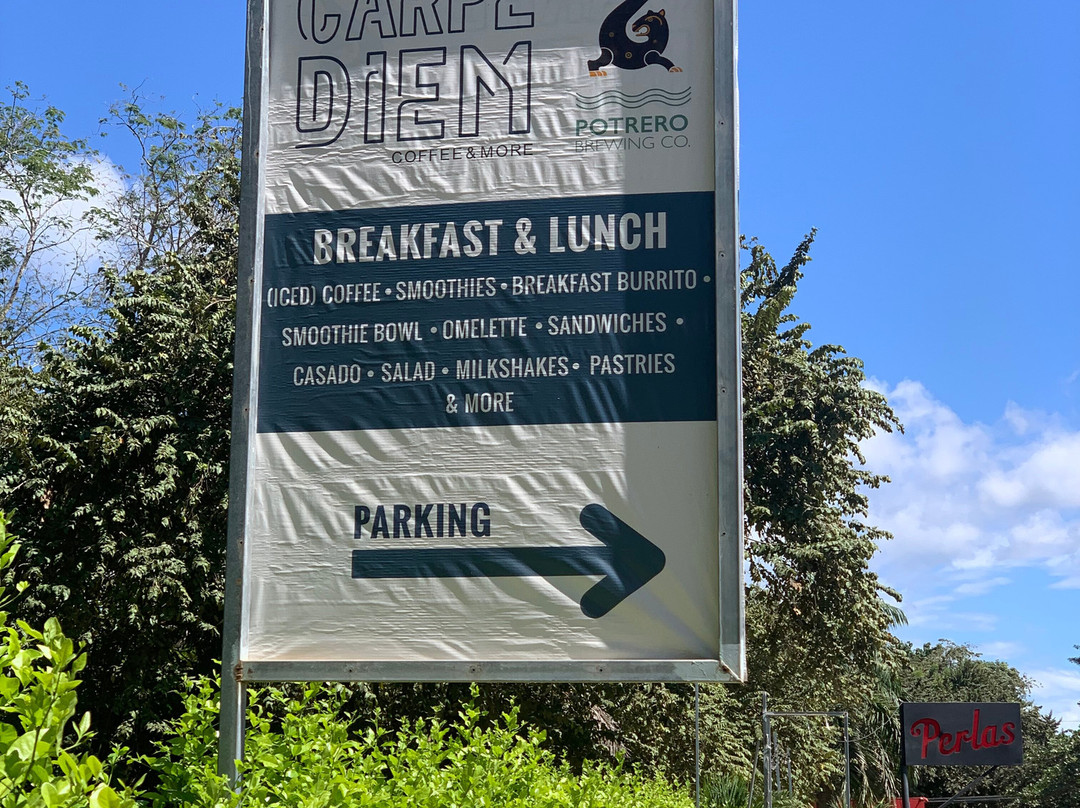 CARPE
DIEM
COFFEE & MORE
POTRERO
BREWING CO.
BREAKFAST & LUNCH
(ICED) COFFEE • SMOOTHIES • BREAKFAST BURRITO •
SMOOTHIE BOWL • OMELETTE • SANDWICHES •
CASADO • SALAD • MILKSHAKES • PASTRIES
& MORE
PARKING
Perlas